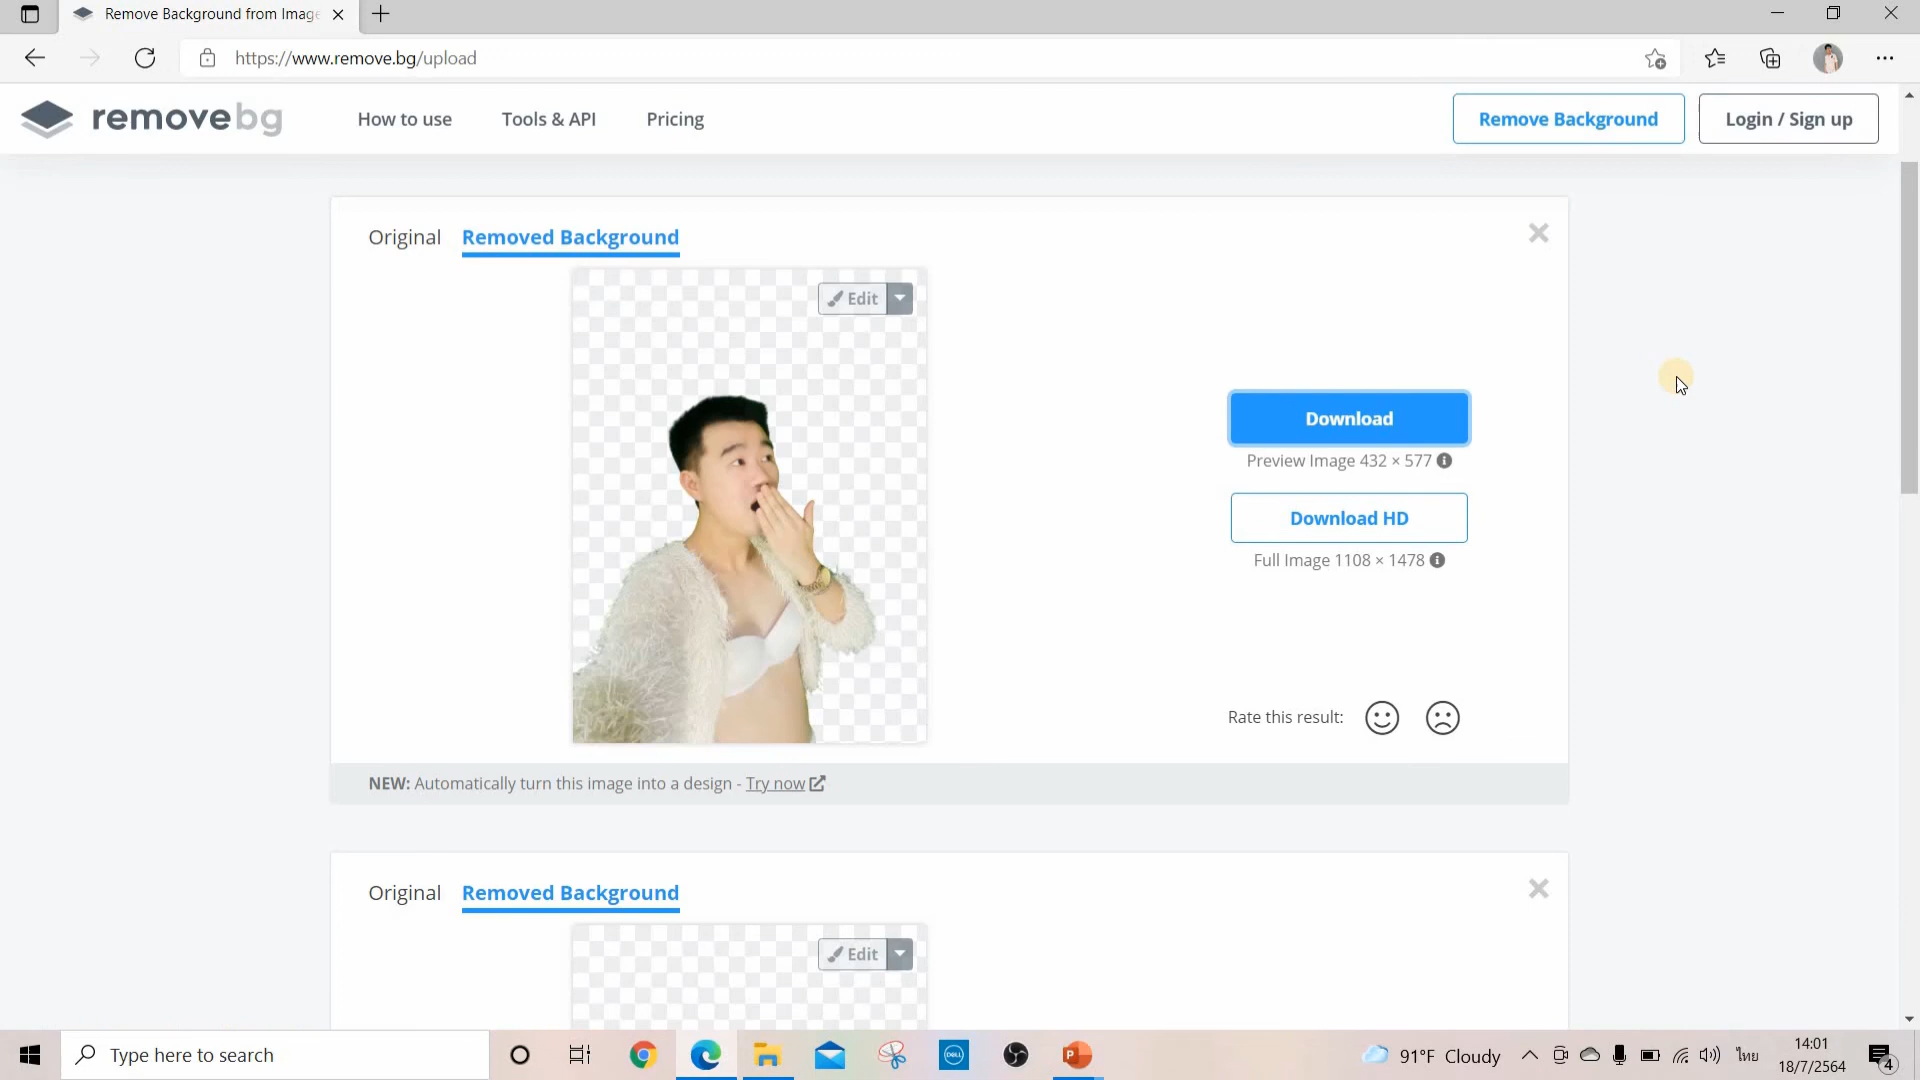 Remove Background from Image
https://www.remove.bg/upload
removebg
How to use
Tools & API
Pricing
Remove Background
Login / Sign up
Original
Removed Background
Edit
Download
Preview Image 432 × 577
Download HD
Full Image 1108 × 1478
Rate this result:
NEW: Automatically turn this image into a design - Try now
Original
Removed Background
Edit
Type here to search
DELL
P
91°F Cloudy
ไทย
14:01
18/7/2564
4